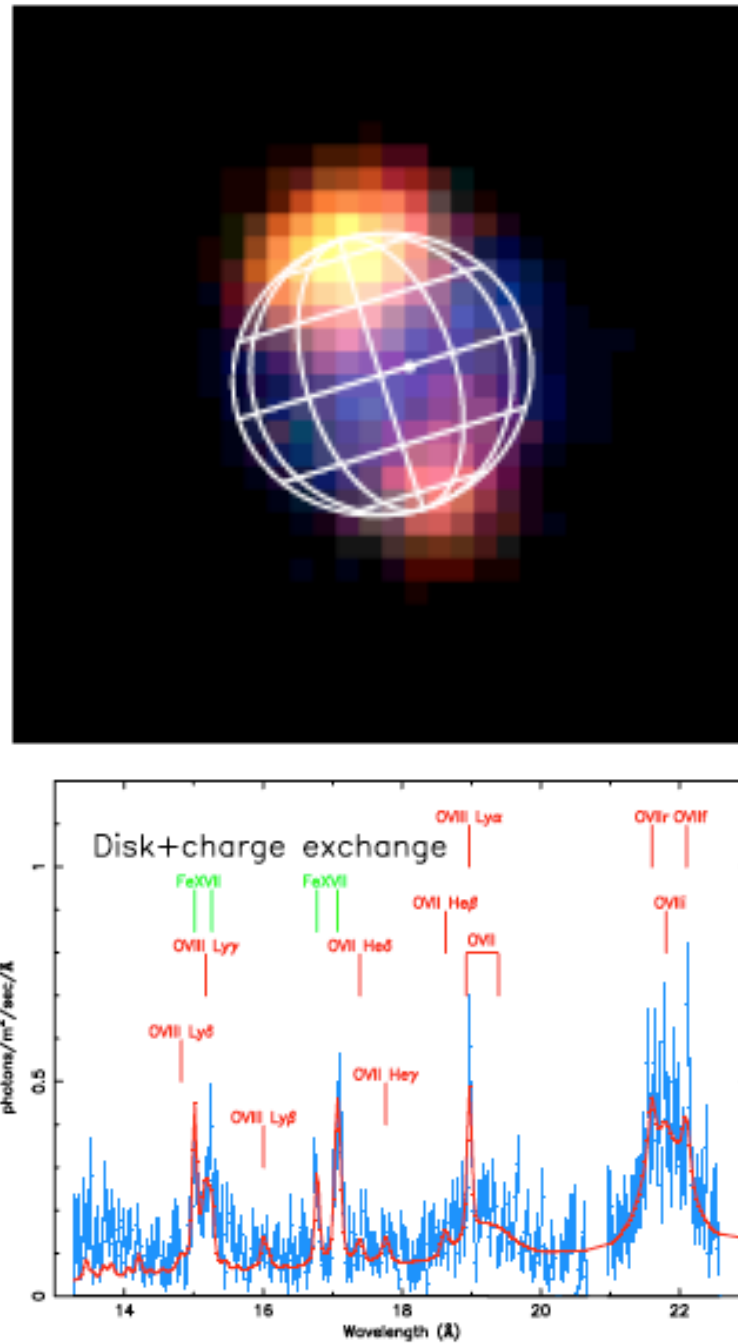 OVIII Lyα
OVIIr OVIIf
Disk+charge exchange
FeXVII
FeXVII
OVII Heβ
OVIIi
OVIII Lyγ
OVII Heδ
OVII
OVIII Lyδ
OVII Heγ
OVIII Lyβ
1
0.5
0
photons/m²/sec/Å
14
16
18
20
22
Wavelength (Å)